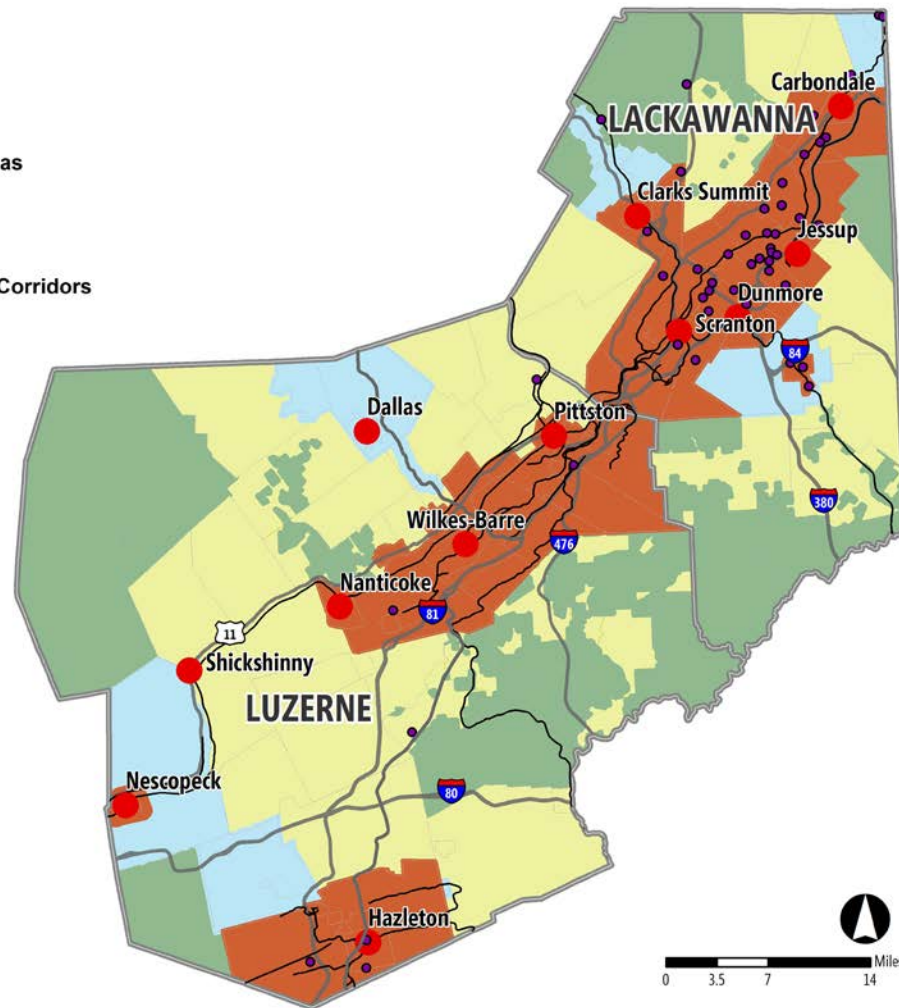 as
Corridors
Carbondale
LACKAWANNA
Clarks Summit
Jessup
Dunmore
Scranton
84
Dallas
Pittston
380
Wilkes-Barre
476
Nanticoke
81
11
Shickshinny
LUZERNE
Nescopeck
80
Hazleton
Miles
0 3.5 7 14